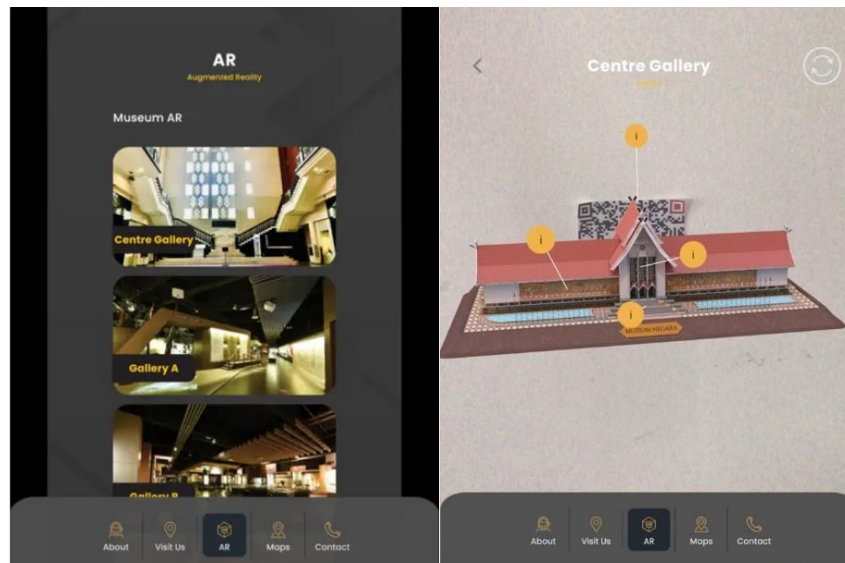 AR
Augmented Reality
Museum AR
Centre Gallery
Gallery A
Gallery B
About
Visit Us
AR
Maps
Contact
Centre Gallery
i
i
i
i
MUZIUM NEGARA
About
Visit Us
AR
Maps
Contact